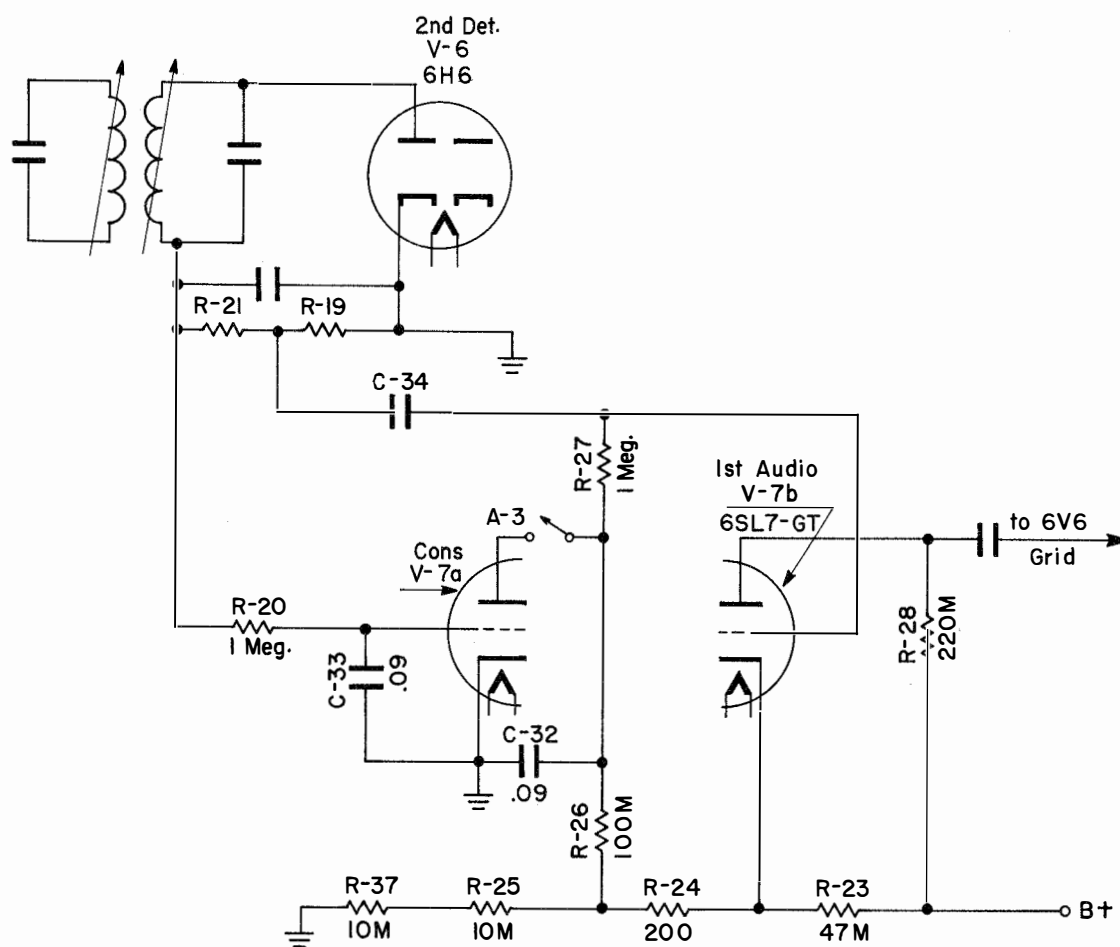 2nd Det.
V-6
6H6
R-21
R-19
C-34
R-27
1 Meg.
1st Audio
V-7b
6SL7-GT
A-3
to 6V6
Grid
Cons
V-7a
R-20
1 Meg.
R-28
220M
C-33
.09
C-32
.09
R-26
100M
R-37
10M
R-25
10M
R-24
200
R-23
47M
B+